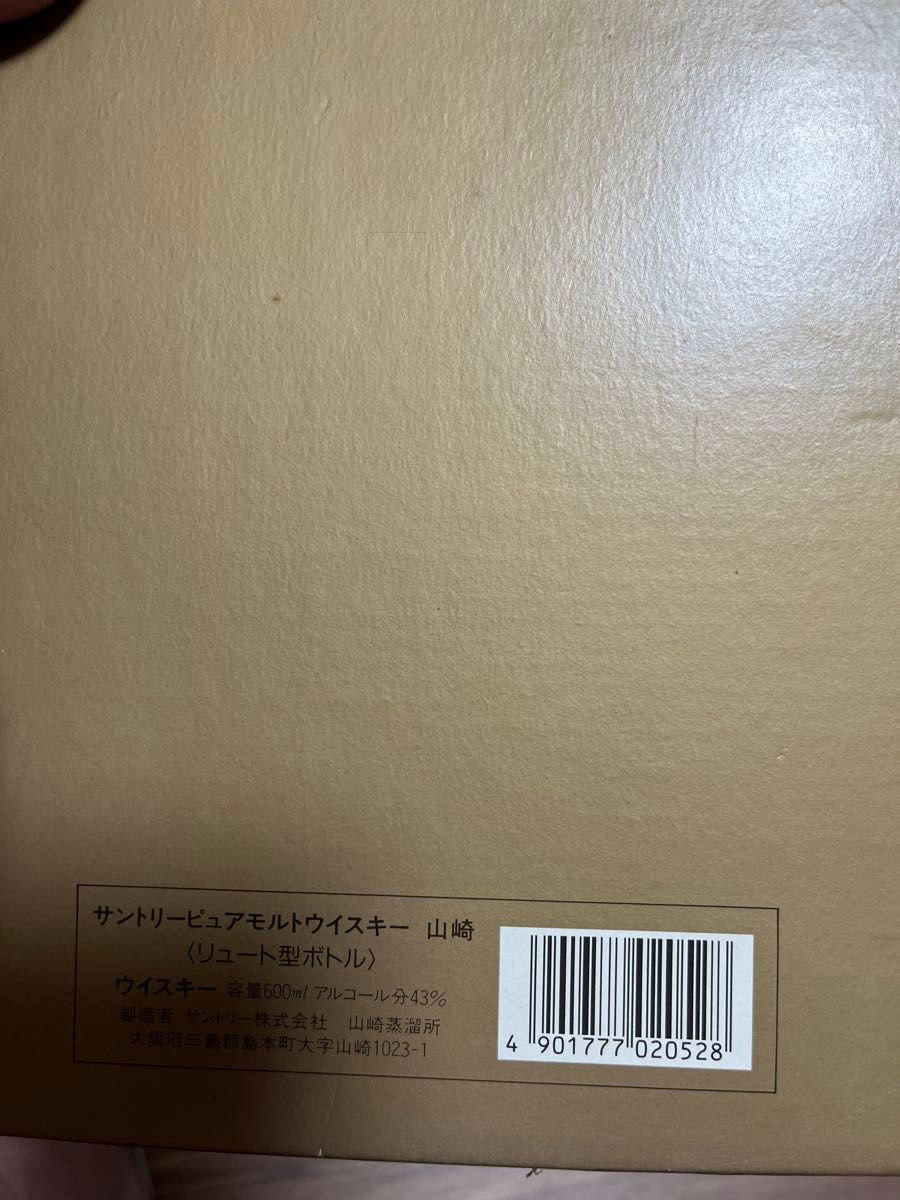 サントリーピュアモルトウイスキー 山崎
〈リュート型ボトル〉
ウイスキー 容量600ml アルコール分43%
製造者 サントリー株式会社 山崎蒸溜所
大阪府三島郡島本町大字山崎1023-1
4 901777 020528